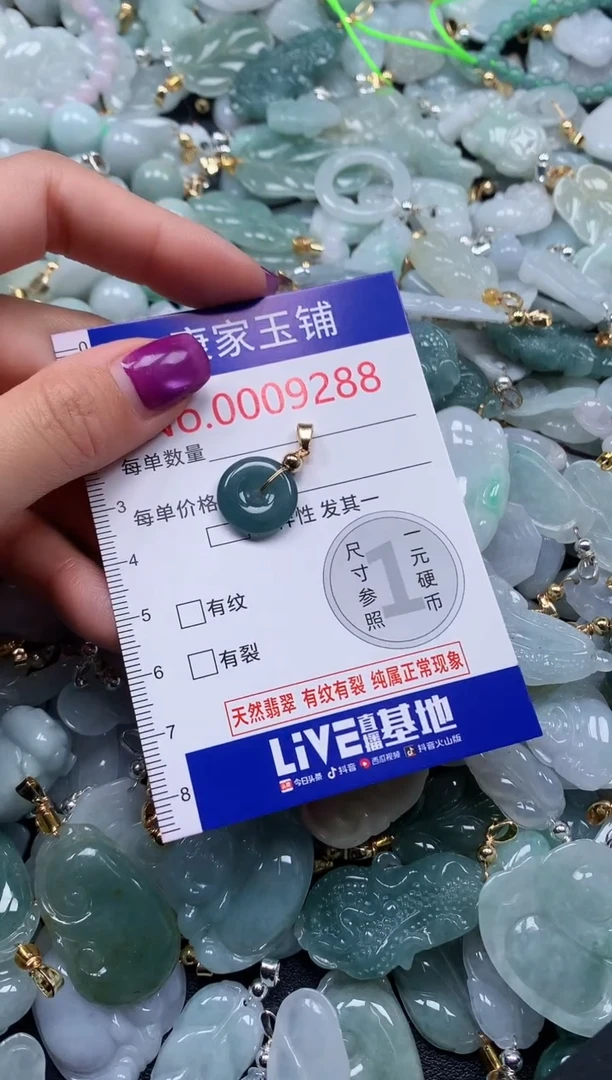 家玉铺
No.0009288
每单数量
每单价格
性 发其一
尺寸参照
1
一元硬币
有纹
有裂
天然翡翠 有纹有裂 纯属正常现象
LiVE直播基地
今日头条 抖音 西瓜视频 抖音火山版
0
3
4
5
6
7
8